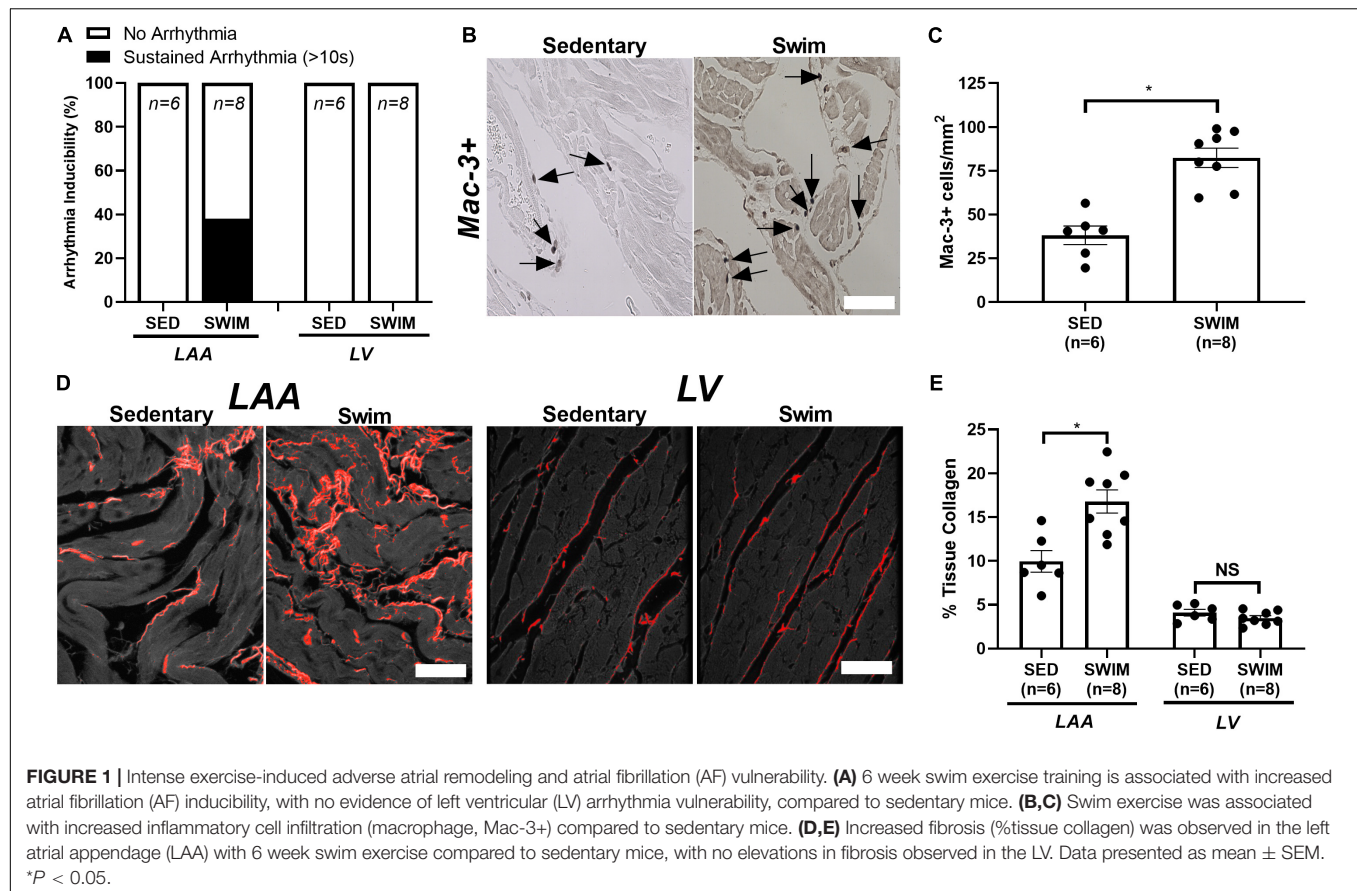 A
No Arrhythmia
Sustained Arrhythmia (>10s)
Arrhythmia Inducibility (%)
100
80
60
40
20
0
n=6
n=8
n=6
n=8
SED
SWIM
SED
SWIM
LAA
LV
B
Sedentary
Swim
Mac-3+
C
Mac-3+ cells/mm²
125
100
75
50
25
0
*
SED
(n=6)
SWIM
(n=8)
D
LAA
Sedentary
Swim
LV
Sedentary
Swim
E
% Tissue Collagen
25
20
15
10
5
0
*
NS
SED
(n=6)
SWIM
(n=8)
SED
(n=6)
SWIM
(n=8)
LAA
LV
FIGURE 1 | Intense exercise-induced adverse atrial remodeling and atrial fibrillation (AF) vulnerability. (A) 6 week swim exercise training is associated with increased
atrial fibrillation (AF) inducibility, with no evidence of left ventricular (LV) arrhythmia vulnerability, compared to sedentary mice. (B,C) Swim exercise was associated
with increased inflammatory cell infiltration (macrophage, Mac-3+) compared to sedentary mice. (D,E) Increased fibrosis (%tissue collagen) was observed in the left
atrial appendage (LAA) with 6 week swim exercise compared to sedentary mice, with no elevations in fibrosis observed in the LV. Data presented as mean ± SEM.
*P < 0.05.